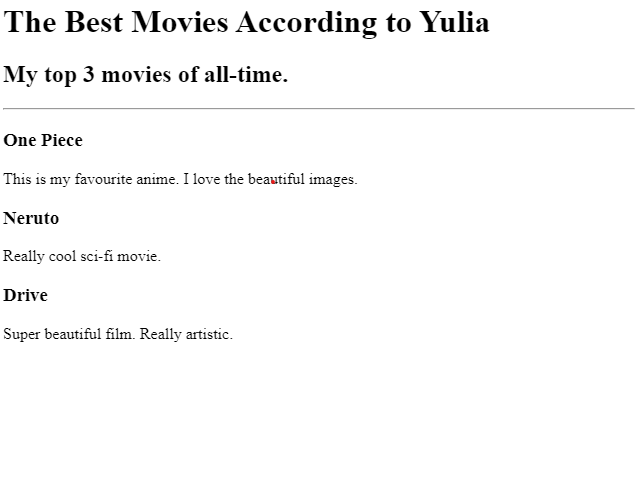 The Best Movies According to Yulia
My top 3 movies of all-time.
One Piece
This is my favourite anime. I love the beautiful images.
Neruto
Really cool sci-fi movie.
Drive
Super beautiful film. Really artistic.